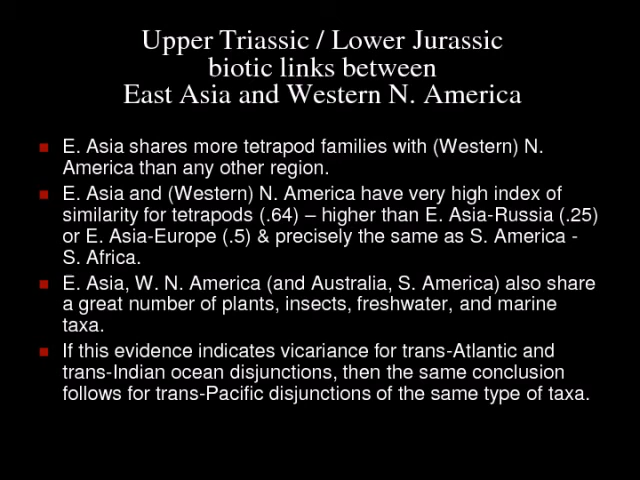 Upper Triassic / Lower Jurassic
biotic links between
East Asia and Western N. America
E. Asia shares more tetrapod families with (Western) N.
America than any other region.
E. Asia and (Western) N. America have very high index of
similarity for tetrapods (.64) – higher than E. Asia-Russia (.25)
or E. Asia-Europe (.5) & precisely the same as S. America -
S. Africa.
E. Asia, W. N. America (and Australia, S. America) also share
a great number of plants, insects, freshwater, and marine
taxa.
If this evidence indicates vicariance for trans-Atlantic and
trans-Indian ocean disjunctions, then the same conclusion
follows for trans-Pacific disjunctions of the same type of taxa.